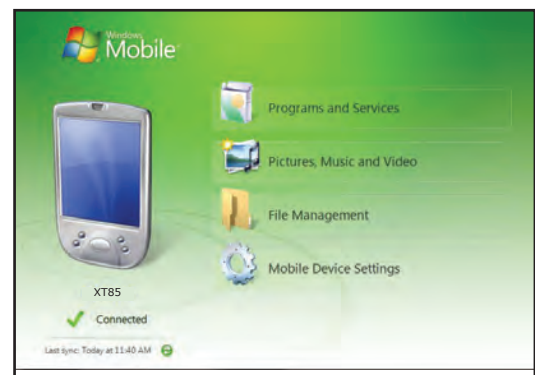 Windows
Mobile
Programs and Services
Pictures, Music and Video
File Management
Mobile Device Settings
XT85
Connected
Last sync: Today at 11:40 AM